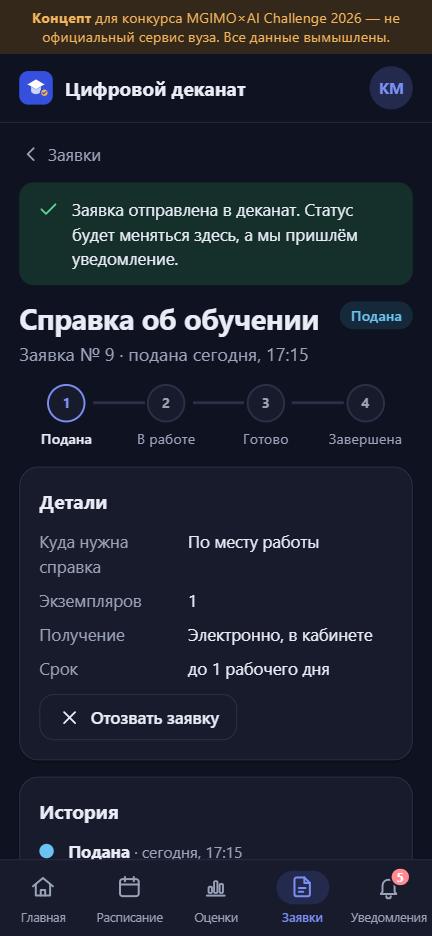 Концепт для конкурса MGIMO×AI Challenge 2026 — не
официальный сервис вуза. Все данные вымышлены.
Цифровой деканат
КМ
Заявки
Заявка отправлена в деканат. Статус
будет меняться здесь, а мы пришлём
уведомление.
Справка об обучении
Подана
Заявка № 9 · подана сегодня, 17:15
1 2 3 4
Подана В работе Готово Завершена
Детали
Куда нужна По месту работы
справка
Экземпляров 1
Получение Электронно, в кабинете
Срок до 1 рабочего дня
Отозвать заявку
История
Подана · сегодня, 17:15
5
Главная Расписание Оценки Заявки Уведомления